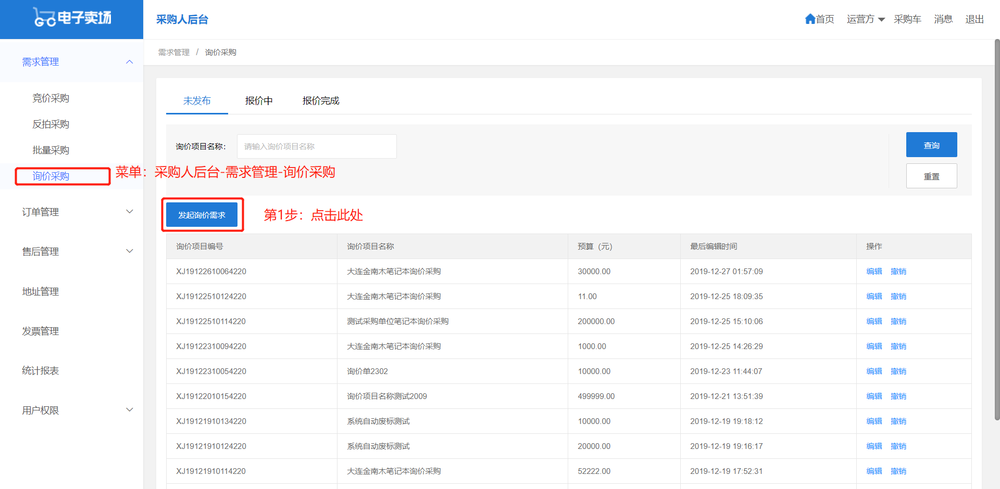 电子卖场
采购人后台
首页 运营方 采购车 消息 退出
需求管理 / 询价采购
需求管理
竞价采购
反拍采购
批量采购
询价采购
订单管理
售后管理
地址管理
发票管理
统计报表
用户权限
未发布 报价中 报价完成
询价项目名称： 请输入询价项目名称
查询
重置
菜单：采购人后台-需求管理-询价采购
发起询价需求
第1步：点击此处
询价项目编号 询价项目名称 预算（元） 最后编辑时间 操作
XJ19122610064220 大连金南木笔记本询价采购 30000.00 2019-12-27 01:57:09 编辑 撤销
XJ19122510124220 大连金南木笔记本询价采购 11.00 2019-12-25 18:09:35 编辑 撤销
XJ19122510114220 测试采购单位笔记本询价采购 200000.00 2019-12-25 15:10:06 编辑 撤销
XJ19122310094220 大连金南木笔记本询价采购 1000.00 2019-12-25 14:26:29 编辑 撤销
XJ19122310054220 询价单2302 10000.00 2019-12-23 11:44:07 编辑 撤销
XJ19122010154220 询价项目名称测试2009 499999.00 2019-12-21 13:51:39 编辑 撤销
XJ19121910134220 系统自动废标测试 10000.00 2019-12-19 19:18:12 编辑 撤销
XJ19121910124220 系统自动废标测试 20000.00 2019-12-19 19:16:17 编辑 撤销
XJ19121910114220 大连金南木笔记本询价采购 52222.00 2019-12-19 17:52:31 编辑 撤销